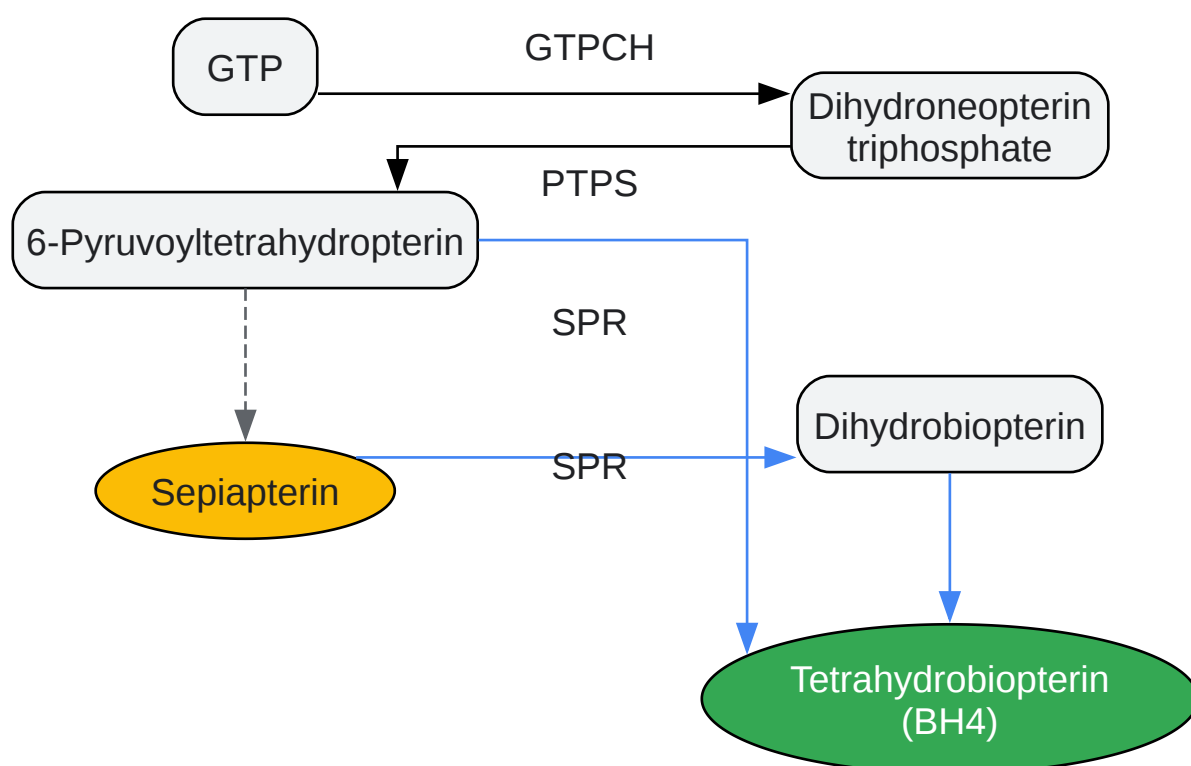 GTP
GTPCH
Dihydroneopterin
triphosphate
PTPS
6-Pyruvoyltetrahydropterin
SPR
Dihydrobiopterin
SPR
Sepiapterin
Tetrahydrobiopterin
(BH4)